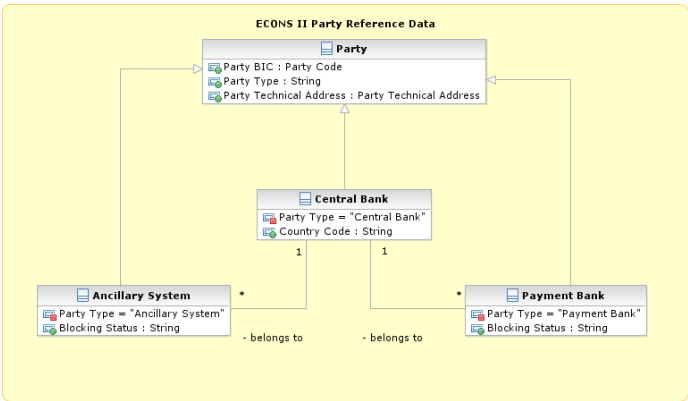 ECONS II Party Reference Data
Party
Party BIC : Party Code
Party Type : String
Party Technical Address : Party Technical Address
Central Bank
Party Type = "Central Bank"
Country Code : String
1
1
Ancillary System
Party Type = "Ancillary System"
Blocking Status : String
*
- belongs to
*
- belongs to
Payment Bank
Party Type = "Payment Bank"
Blocking Status : String